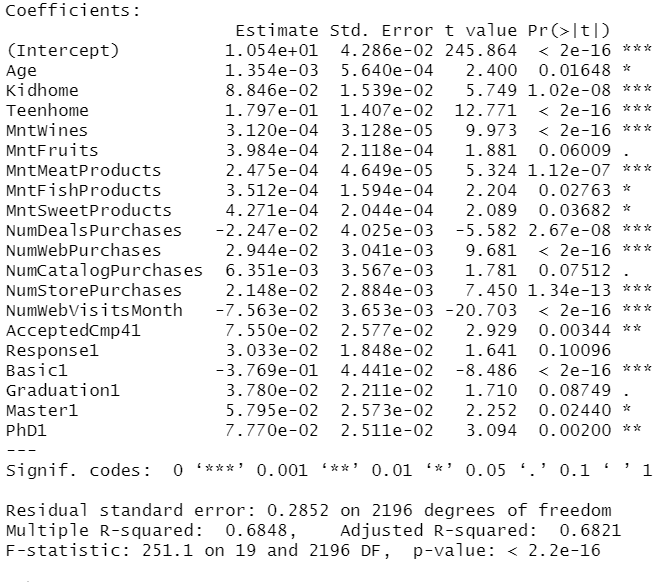 Coefficients:
                      Estimate Std. Error t value Pr(>|t|)
(Intercept)          1.054e+01  4.286e-02 245.864  < 2e-16 ***
Age                  1.354e-03  5.640e-04   2.400  0.01648 *
Kidhome              8.846e-02  1.539e-02   5.749 1.02e-08 ***
Teenhome             1.797e-01  1.407e-02  12.771  < 2e-16 ***
MntWines             3.120e-04  3.128e-05   9.973  < 2e-16 ***
MntFruits            3.984e-04  2.118e-04   1.881  0.06009 .
MntMeatProducts      2.475e-04  4.649e-05   5.324 1.12e-07 ***
MntFishProducts      3.512e-04  1.594e-04   2.204  0.02763 *
MntSweetProducts     4.271e-04  2.044e-04   2.089  0.03682 *
NumDealsPurchases   -2.247e-02  4.025e-03  -5.582 2.67e-08 ***
NumWebPurchases      2.944e-02  3.041e-03   9.681  < 2e-16 ***
NumCatalogPurchases  6.351e-03  3.567e-03   1.781  0.07512 .
NumStorePurchases    2.148e-02  2.884e-03   7.450 1.34e-13 ***
NumWebVisitsMonth   -7.563e-02  3.653e-03 -20.703  < 2e-16 ***
AcceptedCmp41        7.550e-02  2.577e-02   2.929  0.00344 **
Response1            3.033e-02  1.848e-02   1.641  0.10096
Basic1              -3.769e-01  4.441e-02  -8.486  < 2e-16 ***
Graduation1          3.780e-02  2.211e-02   1.710  0.08749 .
Master1              5.795e-02  2.573e-02   2.252  0.02440 *
PhD1                 7.770e-02  2.511e-02   3.094  0.00200 **
---
Signif. codes:  0 ‘***’ 0.001 ‘**’ 0.01 ‘*’ 0.05 ‘.’ 0.1 ‘ ’ 1
Residual standard error: 0.2852 on 2196 degrees of freedom
Multiple R-squared:  0.6848,    Adjusted R-squared:  0.6821
F-statistic: 251.1 on 19 and 2196 DF,  p-value: < 2.2e-16